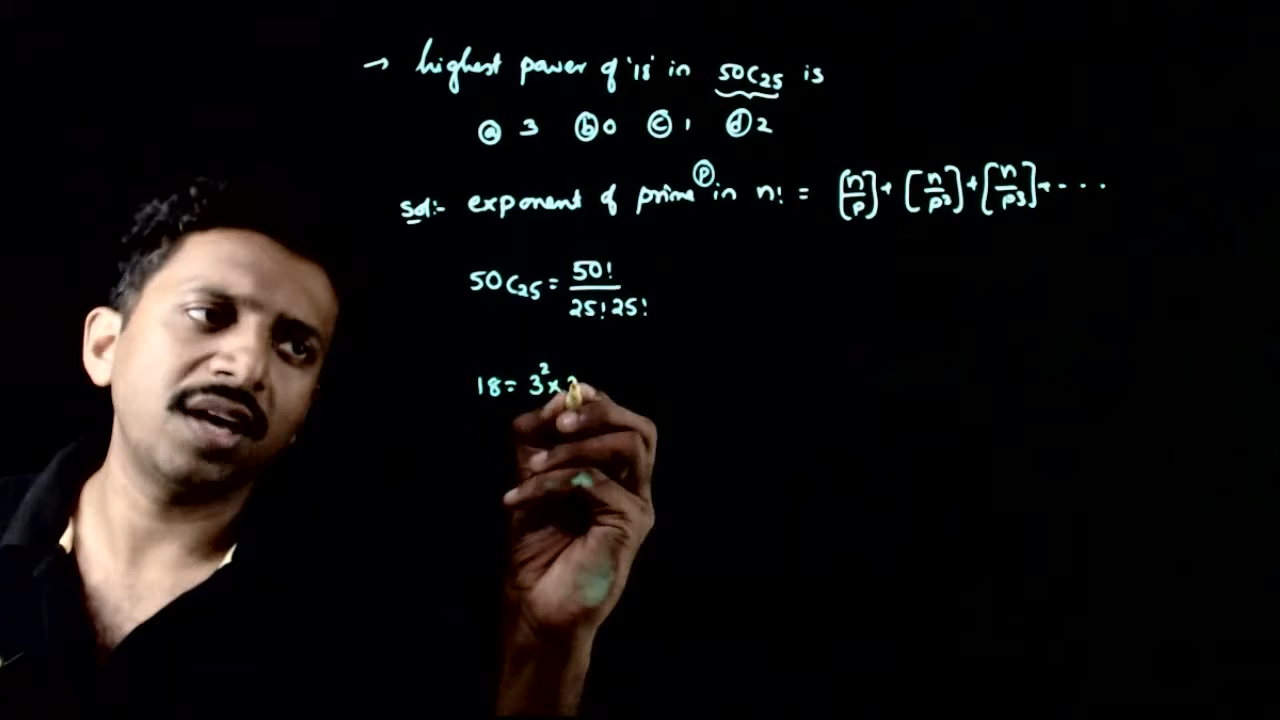 → highest power of '18' in 50C25 is
ⓐ 3 ⓑ 0 ⓒ 1 ⓓ 2
Sol:- exponent of prime ⓟ in n! = [n/p] + [n/p²] + [n/p³] + ....
50C25 = 50! / 25! 25!
18 = 3² ×